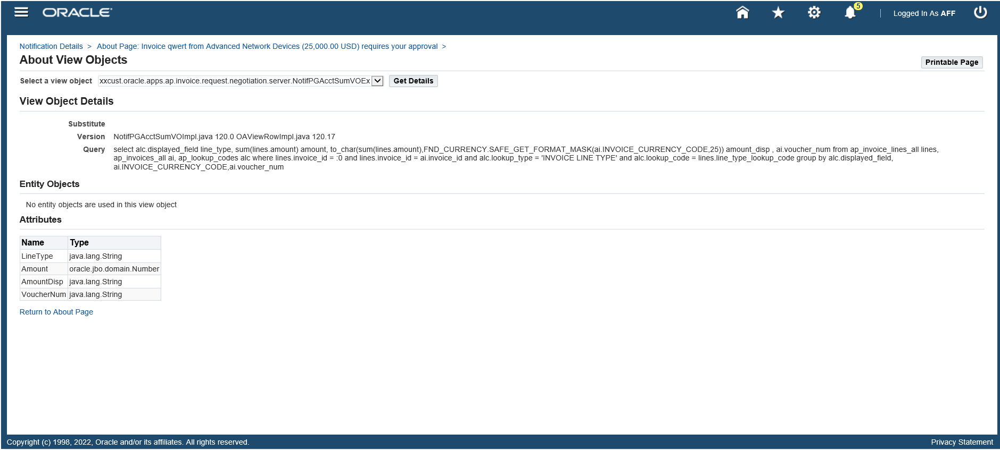 ORACLE
5
Logged In As AFF
Notification Details > About Page: Invoice qwert from Advanced Network Devices (25,000.00 USD) requires your approval >
About View Objects
Printable Page
Select a view object xxcust.oracle.apps.ap.invoice.request.negotiation.server.NotifPGAcctSumVOEx Get Details
View Object Details
Substitute
Version NotifPGAcctSumVOImpl.java 120.0 OAViewRowImpl.java 120.17
Query select alc.displayed_field line_type, sum(lines.amount) amount, to_char(sum(lines.amount),FND_CURRENCY.SAFE_GET_FORMAT_MASK(ai.INVOICE_CURRENCY_CODE,25)) amount_disp , ai.voucher_num from ap_invoice_lines_all lines,
ap_invoices_all ai, ap_lookup_codes alc where lines.invoice_id = :0 and lines.invoice_id = ai.invoice_id and alc.lookup_type = 'INVOICE LINE TYPE' and alc.lookup_code = lines.line_type_lookup_code group by alc.displayed_field,
ai.INVOICE_CURRENCY_CODE,ai.voucher_num
Entity Objects
No entity objects are used in this view object
Attributes
Name Type
LineType java.lang.String
Amount oracle.jbo.domain.Number
AmountDisp java.lang.String
VoucherNum java.lang.String
Return to About Page
Copyright (c) 1998, 2022, Oracle and/or its affiliates. All rights reserved.
Privacy Statement